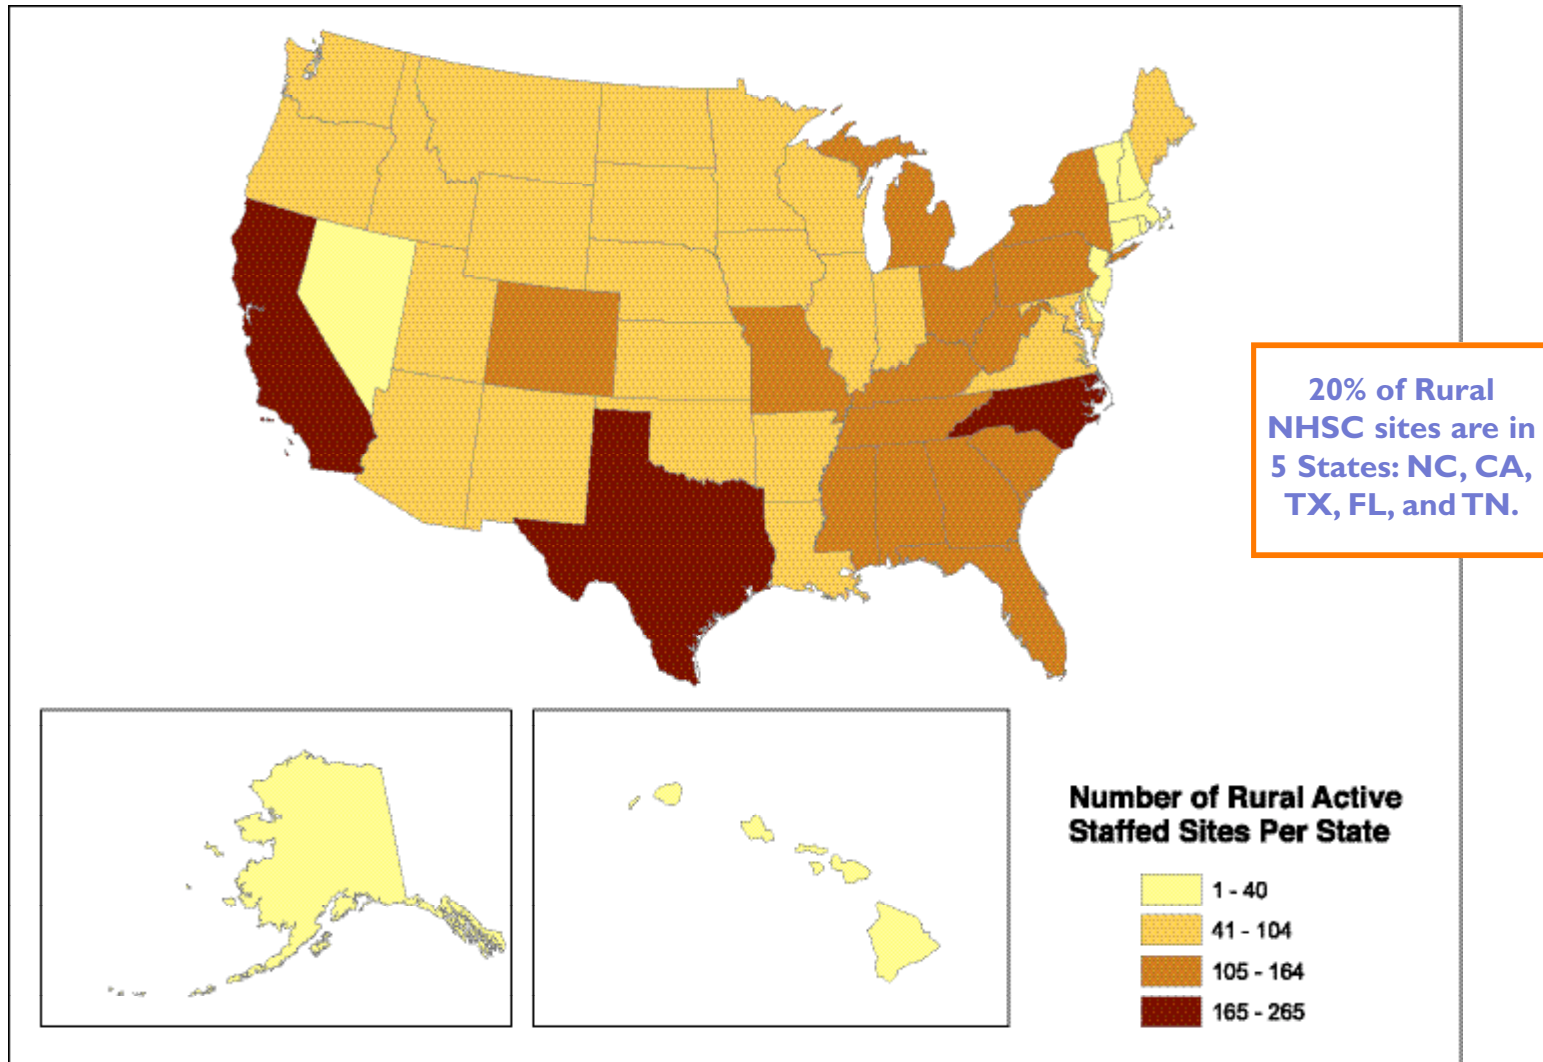 20% of Rural
NHSC sites are in
5 States: NC, CA,
TX, FL, and TN.
Number of Rural Active
Staffed Sites Per State
1 - 40
41 - 104
105 - 164
165 - 265